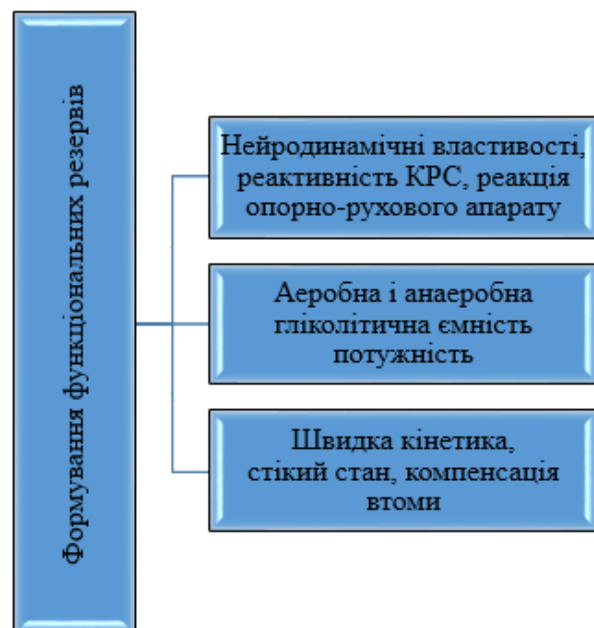 Формування функціональних резервів
Нейродинамічні властивості,
реактивність КРС, реакція
опорно-рухового апарату
Аеробна і анаеробна
гліколітична ємність
потужність
Швидка кінетика,
стікий стан, компенсація
втоми